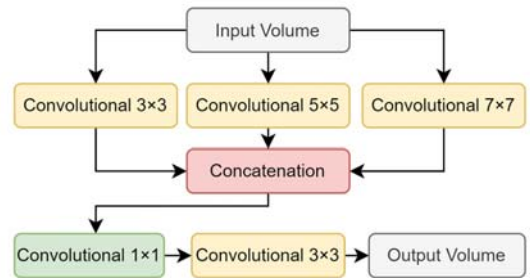 Input Volume
Convolutional 3×3
Convolutional 5×5
Convolutional 7×7
Concatenation
Convolutional 1×1
Convolutional 3×3
Output Volume